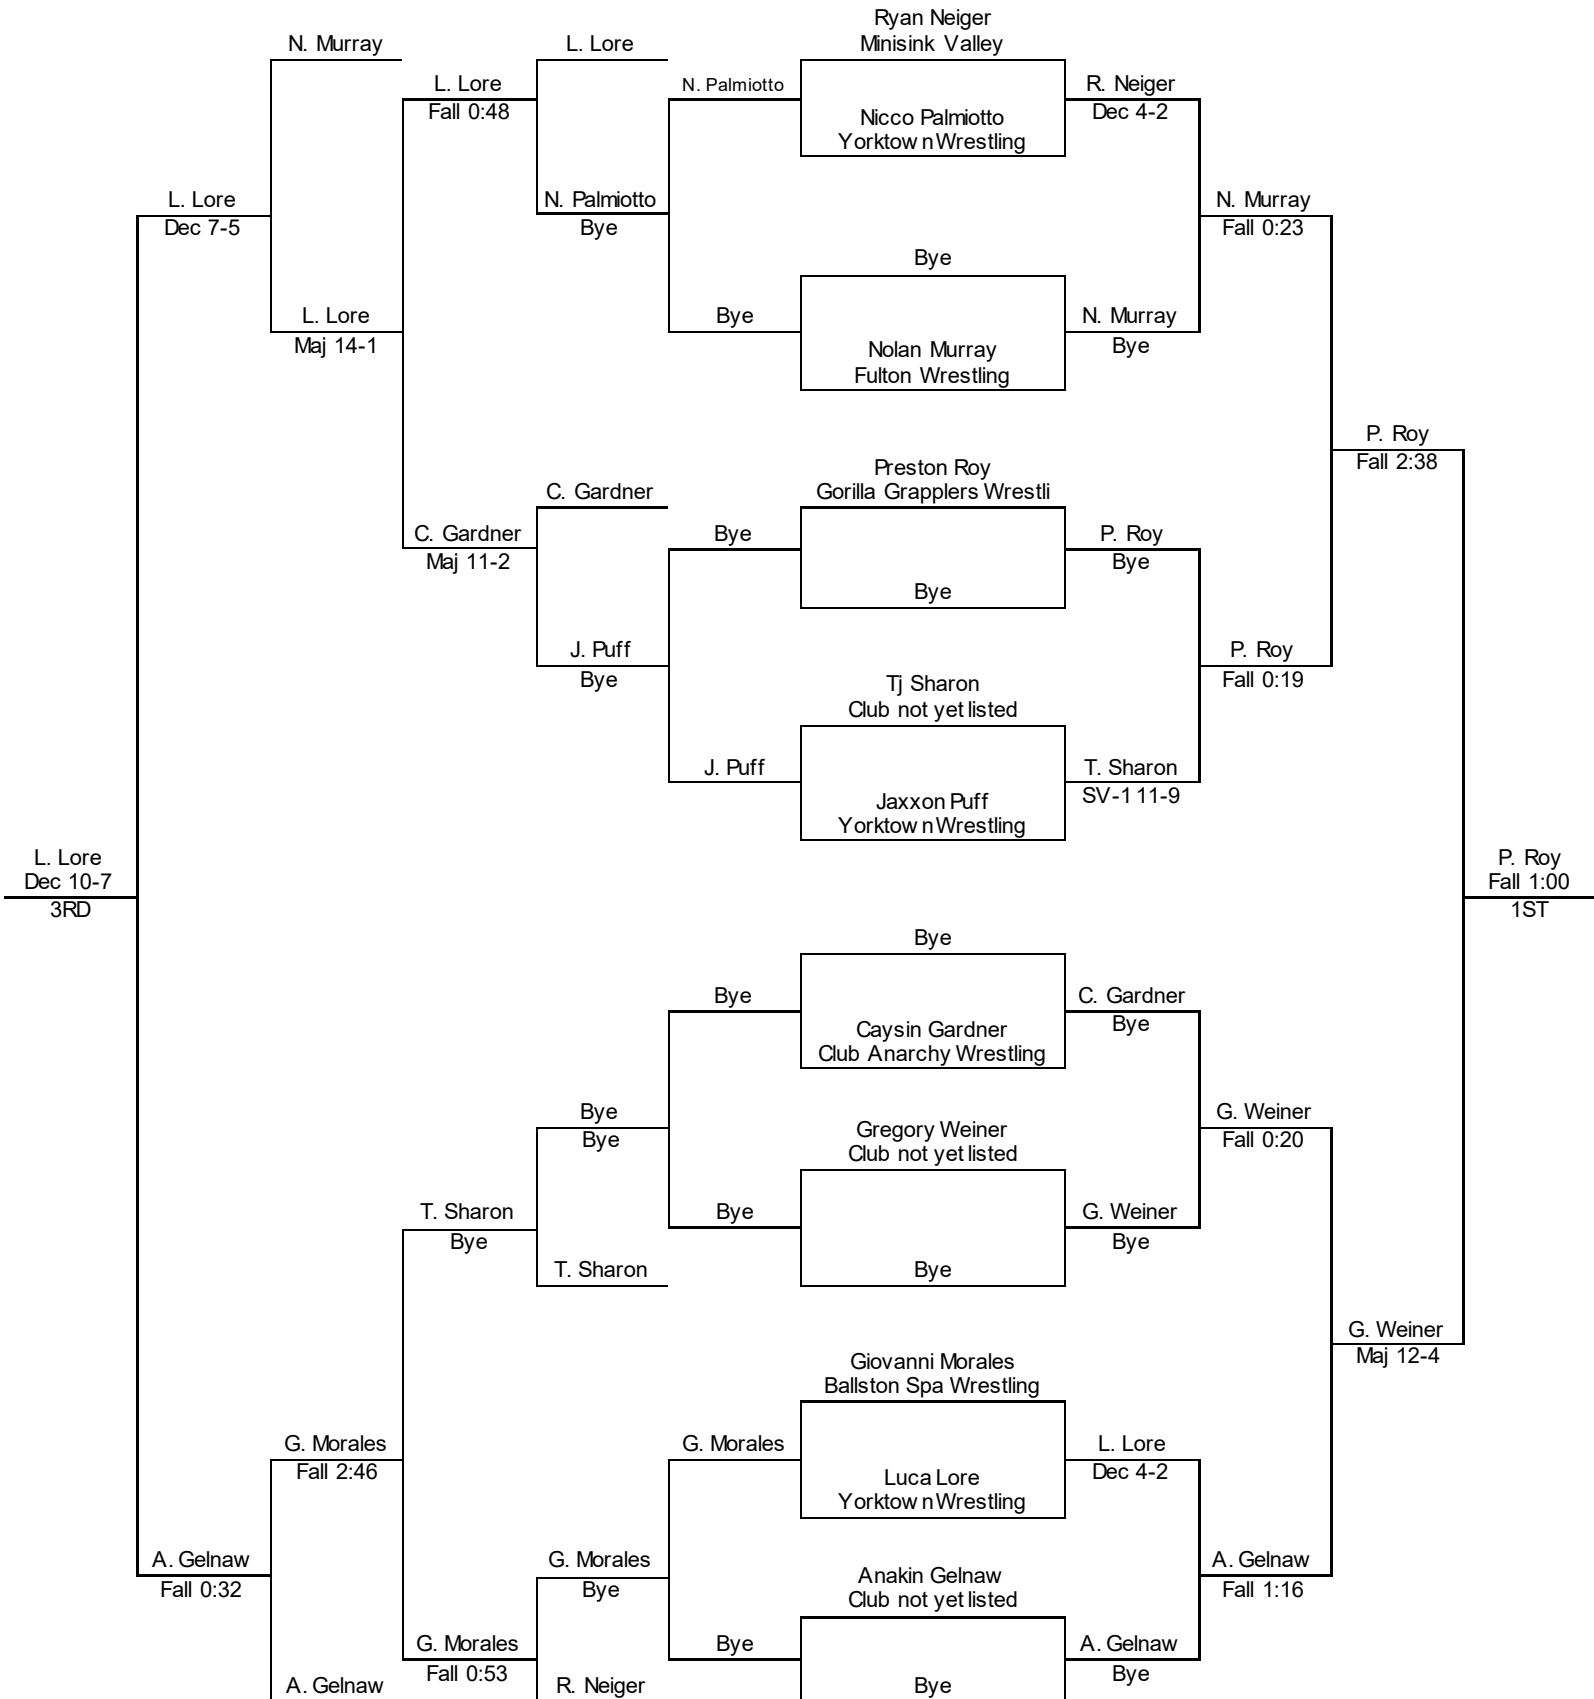 Ryan Neiger
N. Murray
L. Lore
Minisink Valley
L. Lore
N. Palmiotto
R. Neiger
Fall 0:48
Dec 4-2
Nicco Palmiotto
Yorktown Wrestling
L. Lore
N. Palmiotto
N. Murray
Dec 7-5
Bye
Fall 0:23
Bye
L. Lore
Bye
N. Murray
Maj 14-1
Bye
Nolan Murray
Fulton Wrestling
P. Roy
Fall 2:38
Preston Roy
C. Gardner
Gorilla Grapplers Wrestli
C. Gardner
Bye
P. Roy
Maj 11-2
Bye
Bye
J. Puff
P. Roy
Bye
Fall 0:19
Tj Sharon
Club not yet listed
J. Puff
T. Sharon
SV-1 11-9
Jaxxon Puff
Yorktown Wrestling
L. Lore
P. Roy
Dec 10-7
Fall 1:00
3RD
1ST
Bye
Bye
C. Gardner
Bye
Caysin Gardner
Club Anarchy Wrestling
Bye
G. Weiner
Bye
Fall 0:20
Gregory Weiner
Club not yet listed
T. Sharon
Bye
G. Weiner
Bye
Bye
T. Sharon
Bye
G. Weiner
Maj 12-4
Giovanni Morales
Ballston Spa Wrestling
G. Morales
G. Morales
L. Lore
Fall 2:46
Dec 4-2
Luca Lore
Yorktown Wrestling
A. Gelnaw
G. Morales
A. Gelnaw
Fall 0:32
Bye
Fall 1:16
Anakin Gelnaw
Club not yet listed
G. Morales
Bye
A. Gelnaw
Fall 0:53
Bye
A. Gelnaw
R. Neiger
Bye